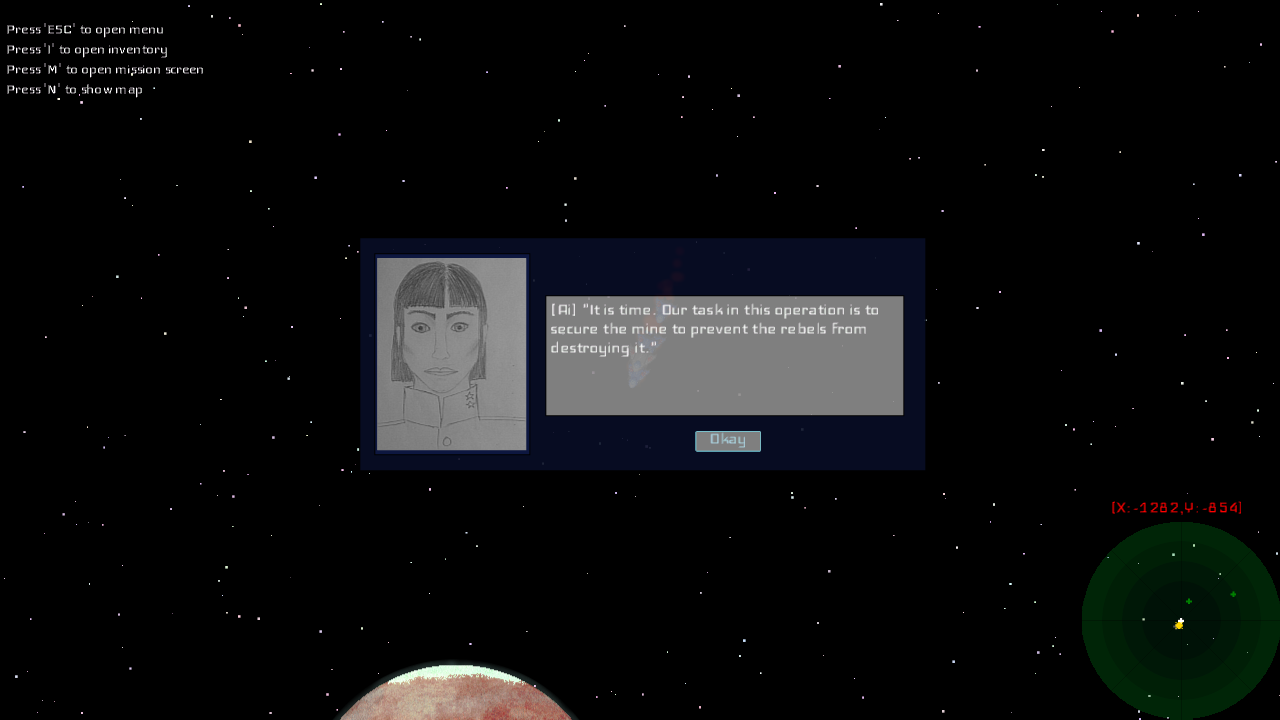 Press 'ESC' to open menu
Press 'I' to open inventory
Press 'M' to open mission screen
Press 'N' to show map
[Ai] "It is time. Our task in this operation is to
secure the mine to prevent the rebels from
destroying it."
Okay
[X:-1282,Y:-854]